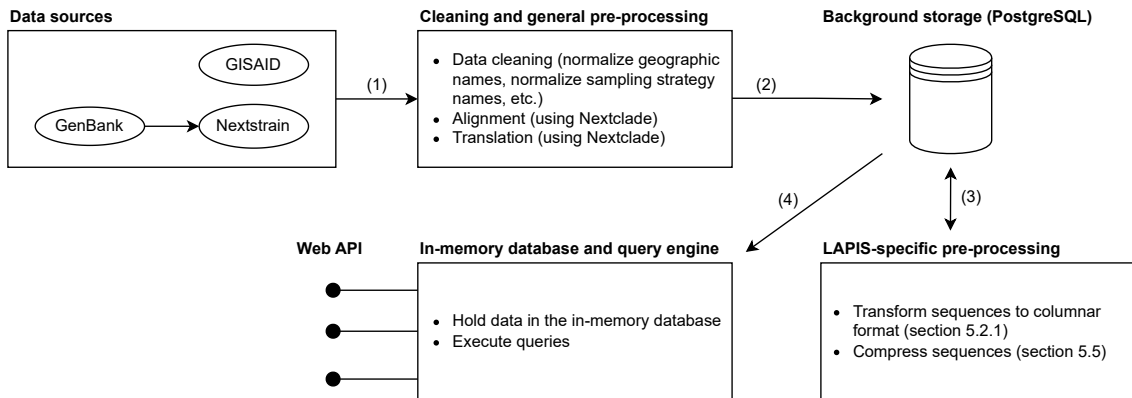 Data sources
GISAID
GenBank
Nextstrain
(1)
Cleaning and general pre-processing
• Data cleaning (normalize geographic
names, normalize sampling strategy
names, etc.)
• Alignment (using Nextclade)
• Translation (using Nextclade)
(2)
Background storage (PostgreSQL)
(3)
(4)
Web API
In-memory database and query engine
• Hold data in the in-memory database
• Execute queries
LAPIS-specific pre-processing
• Transform sequences to columnar
format (section 5.2.1)
• Compress sequences (section 5.5)